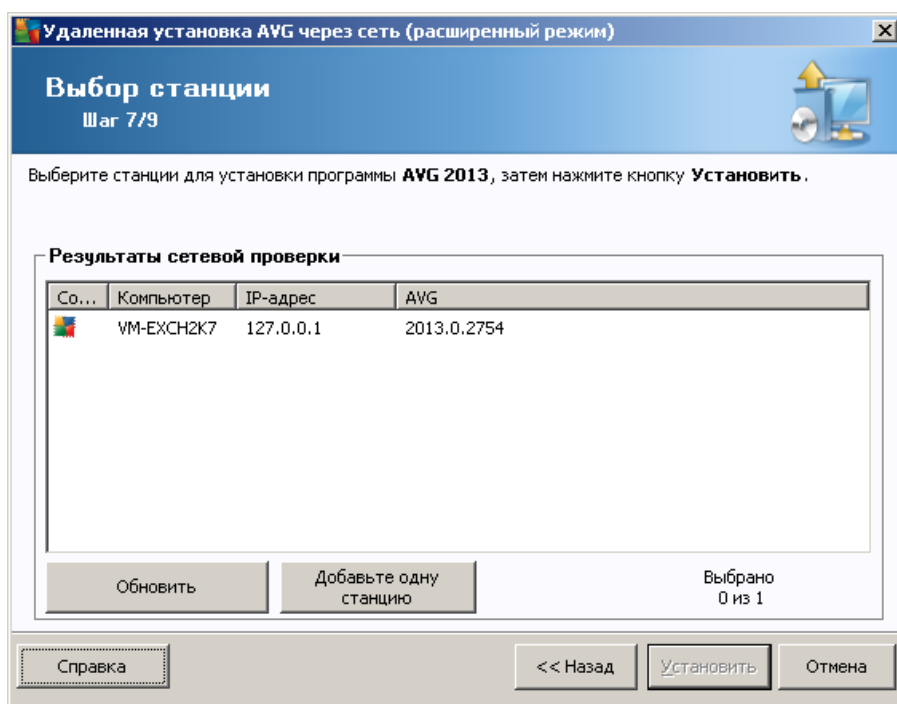 Удаленная установка AVG через сеть (расширенный режим)
Выбор станции
Шаг 7/9
Выберите станции для установки программы AVG 2013, затем нажмите кнопку Установить.
Результаты сетевой проверки
Со... Компьютер IP-адрес AVG
VM-EXCH2K7 127.0.0.1 2013.0.2754
Обновить
Добавьте одну
станцию
Выбрано
0 из 1
Справка
<< Назад
Установить
Отмена